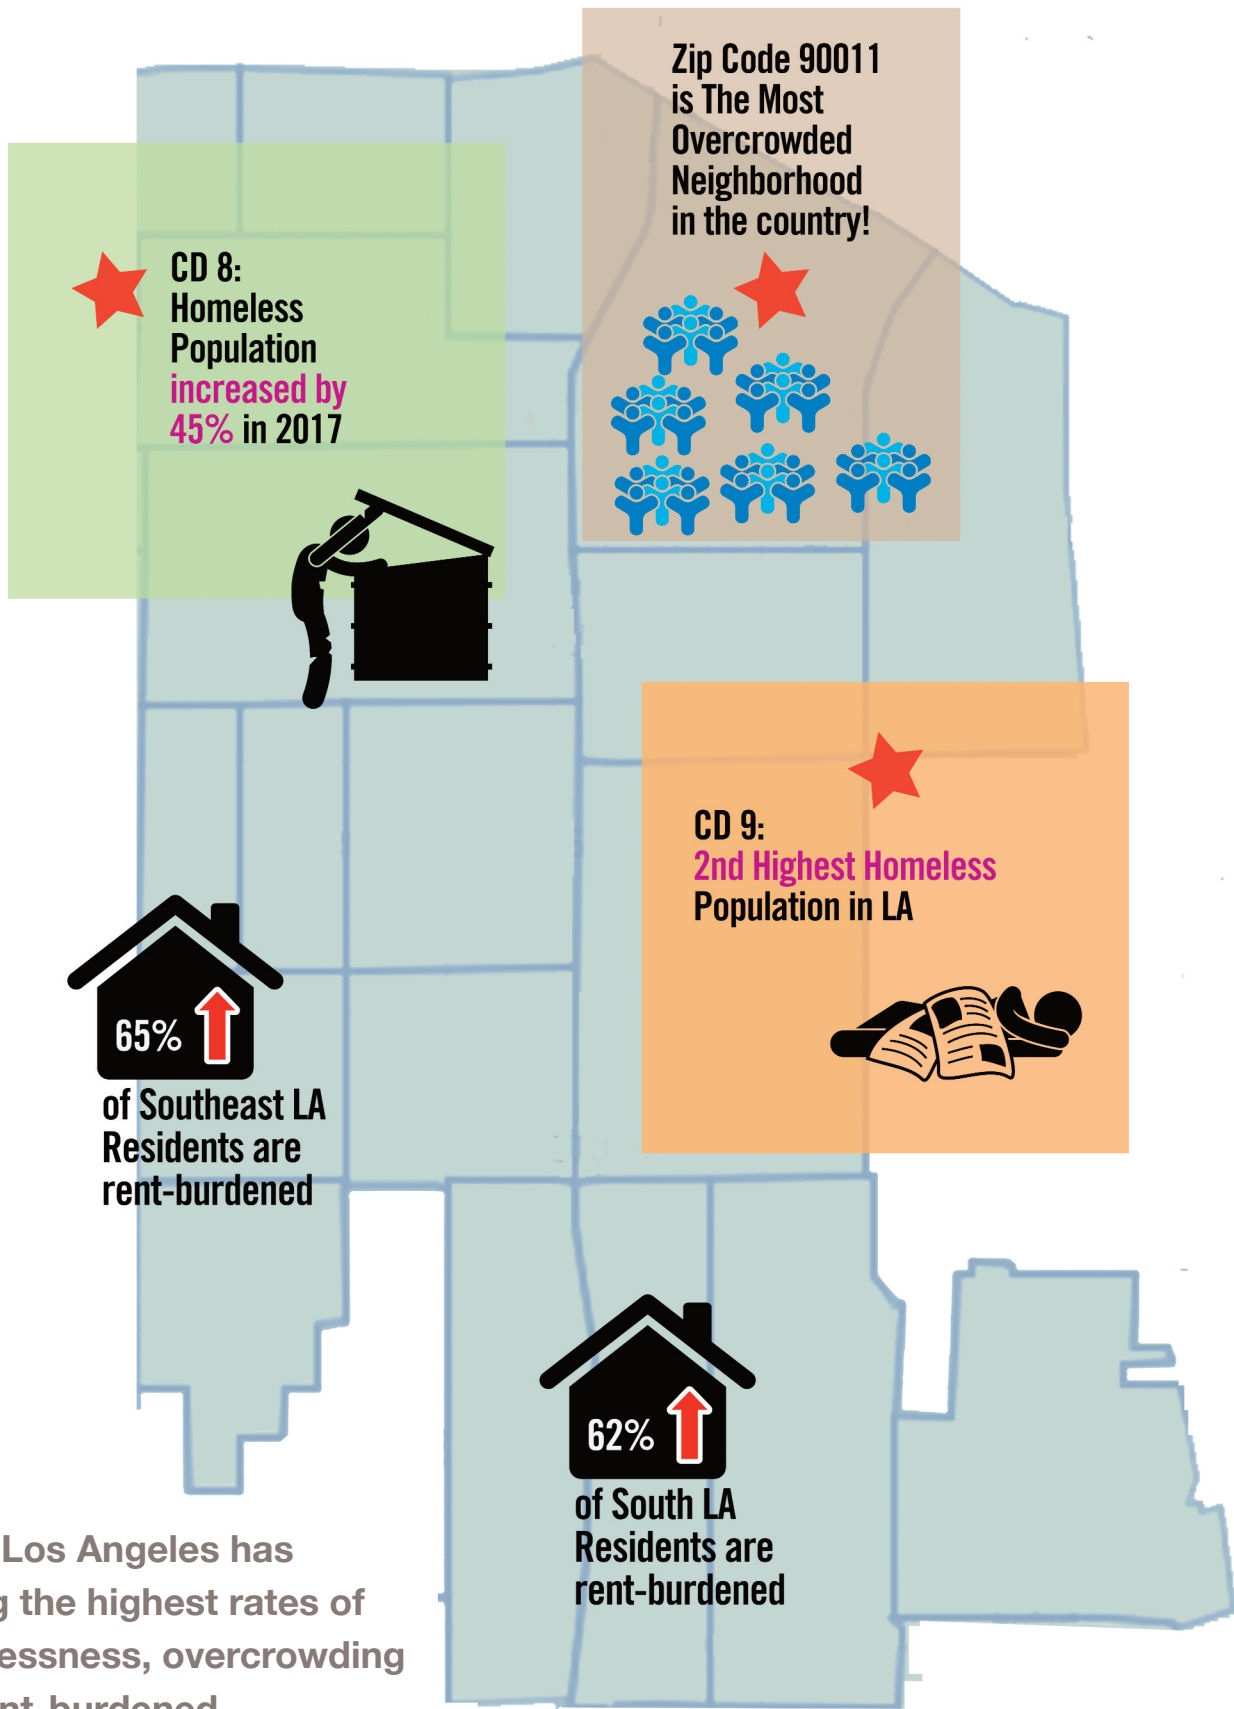 Zip Code 90011
is The Most
Overcrowded
Neighborhood
in the country!
CD 8:
Homeless
Population
increased by
45% in 2017
CD 9:
2nd Highest Homeless
Population in LA
65%
of Southeast LA
Residents are
rent-burdened
62%
of South LA
Residents are
rent-burdened
Los Angeles has
the highest rates of
overcrowding